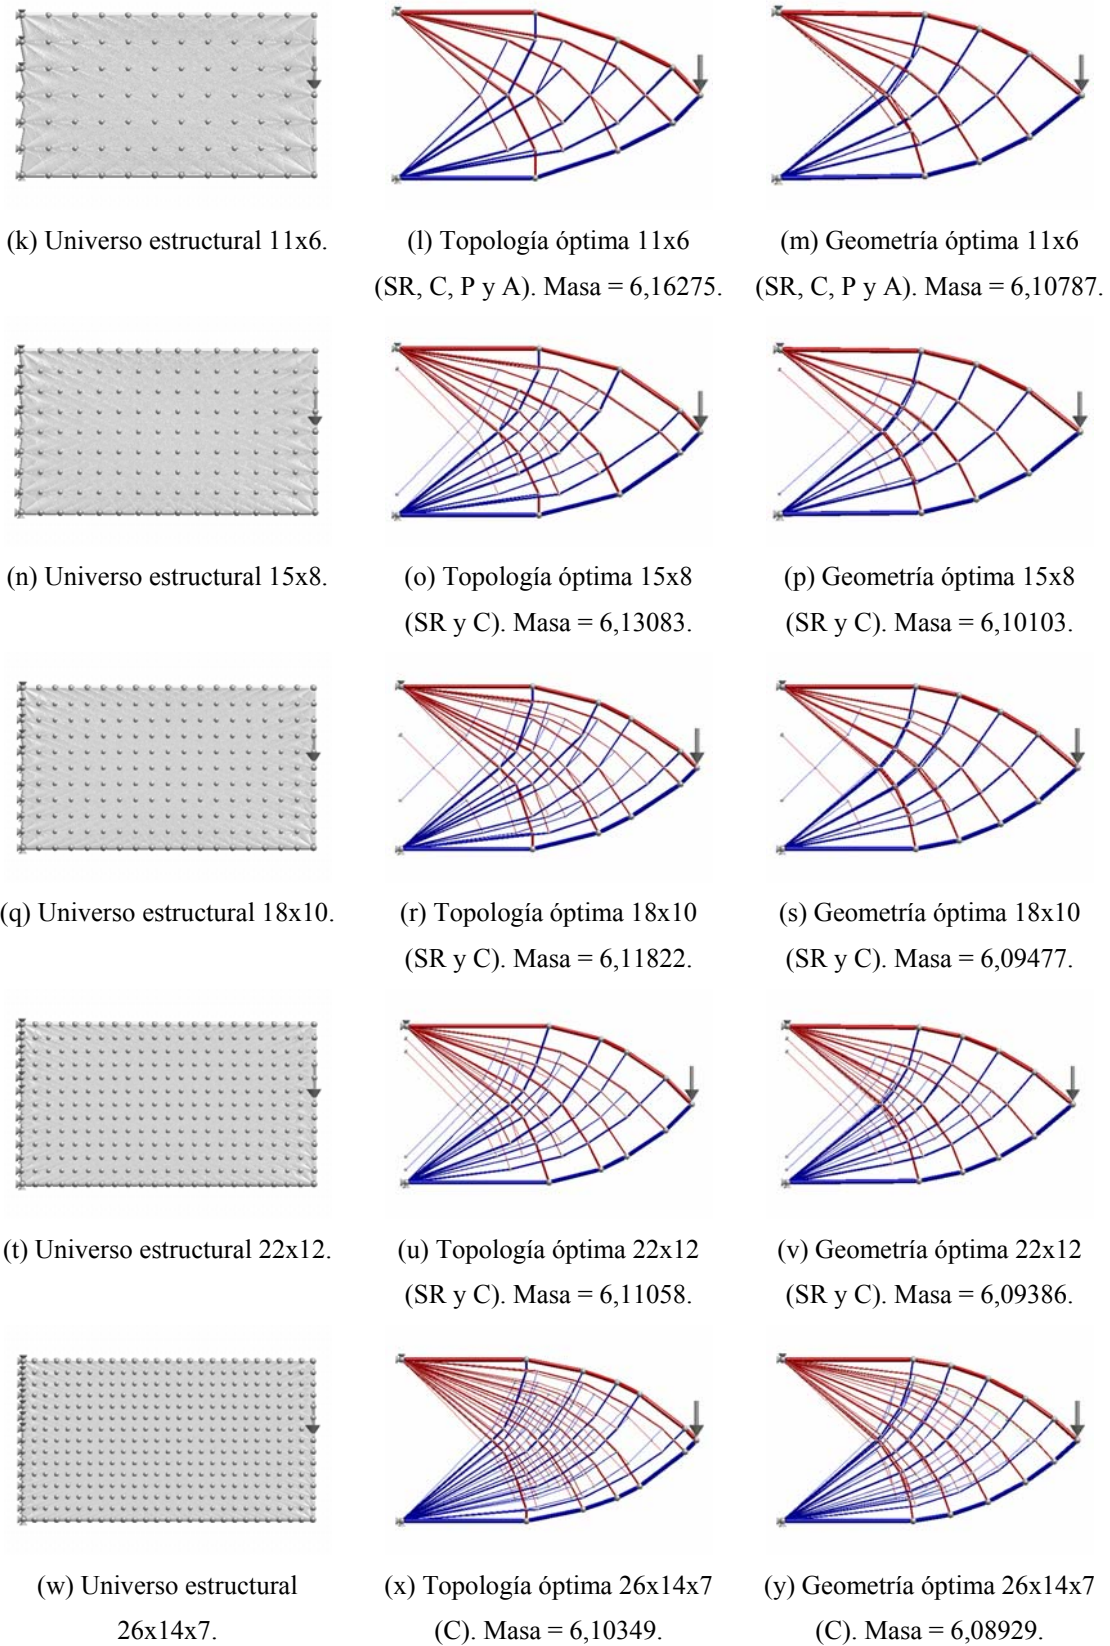 (k) Universo estructural 11x6.
(l) Topología óptima 11x6
(SR, C, P y A). Masa = 6,16275.
(m) Geometría óptima 11x6
(SR, C, P y A). Masa = 6,10787.
(n) Universo estructural 15x8.
(o) Topología óptima 15x8
(SR y C). Masa = 6,13083.
(p) Geometría óptima 15x8
(SR y C). Masa = 6,10103.
(q) Universo estructural 18x10.
(r) Topología óptima 18x10
(SR y C). Masa = 6,11822.
(s) Geometría óptima 18x10
(SR y C). Masa = 6,09477.
(t) Universo estructural 22x12.
(u) Topología óptima 22x12
(SR y C). Masa = 6,11058.
(v) Geometría óptima 22x12
(SR y C). Masa = 6,09386.
(w) Universo estructural
26x14x7.
(x) Topología óptima 26x14x7
(C). Masa = 6,10349.
(y) Geometría óptima 26x14x7
(C). Masa = 6,08929.